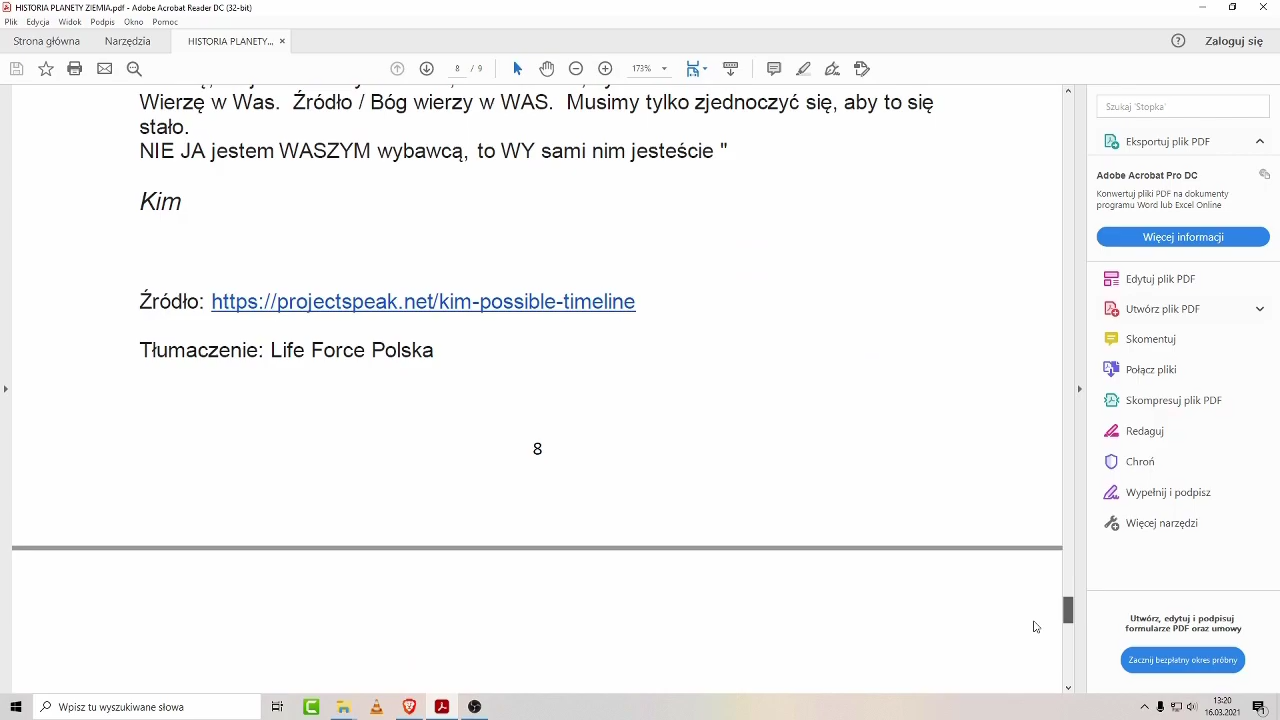 HISTORIA PLANETY ZIEMIA.pdf - Adobe Acrobat Reader DC (32-bit)
Plik Edycja Widok Podpis Okno Pomoc
Strona główna Narzędzia HISTORIA PLANETY... × Zaloguj się
8 / 9 173%
Wierzę w Was. Źródło / Bóg wierzy w WAS. Musimy tylko zjednoczyć się, aby to się
stało.
NIE JA jestem WASZYM wybawcą, to WY sami nim jesteście "
Kim
Źródło: https://projectspeak.net/kim-possible-timeline
Tłumaczenie: Life Force Polska
8
Szukaj 'Stopka'
Eksportuj plik PDF
Adobe Acrobat Pro DC
Konwertuj pliki PDF na dokumenty
programu Word lub Excel Online
Więcej informacji
Edytuj plik PDF
Utwórz plik PDF
Skomentuj
Połącz pliki
Skompresuj plik PDF
Redaguj
Chroń
Wypełnij i podpisz
Więcej narzędzi
Utwórz, edytuj i podpisuj
formularze PDF oraz umowy
Zacznij bezpłatny okres próbny
Wpisz tu wyszukiwane słowa
13:20
16.03.2021